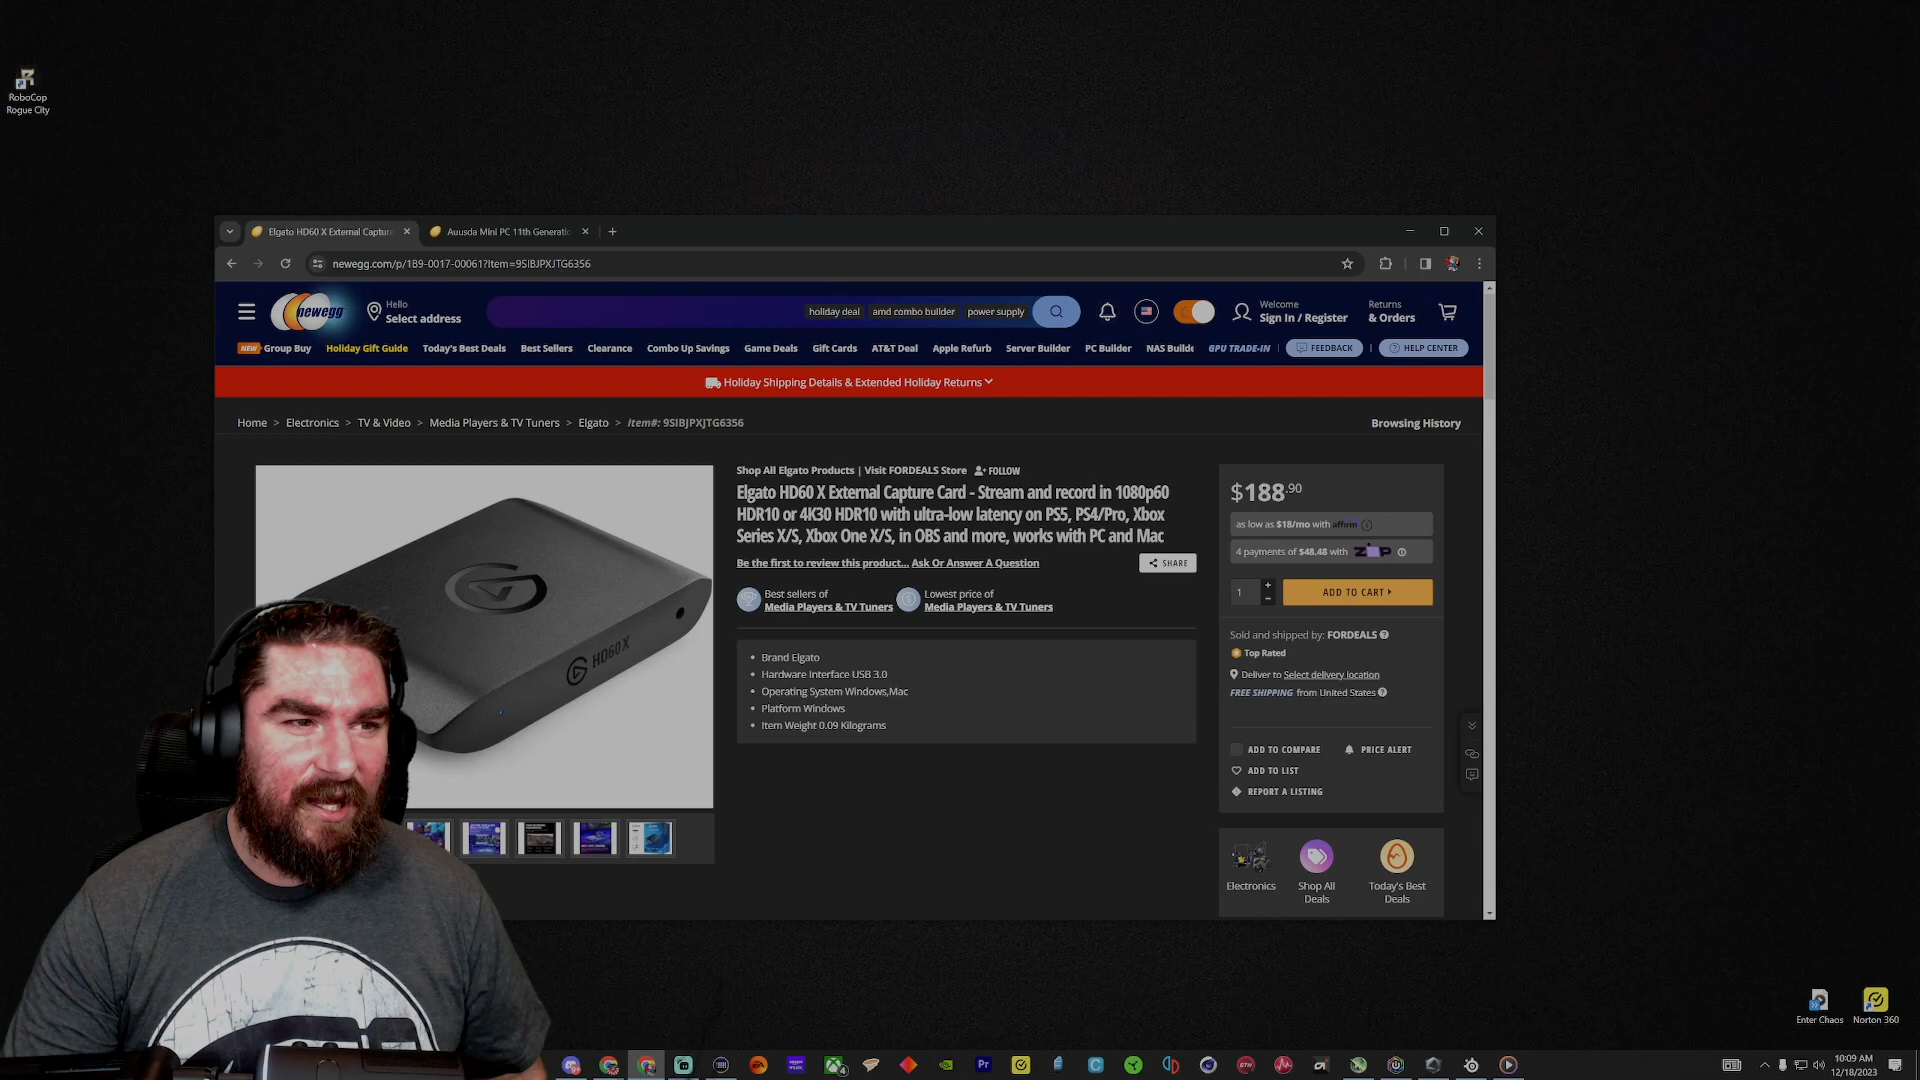 RoboCop
Rogue City
Elgato HD60 X External Capture
Auusda Mini PC 11th Generatio
newegg.com/p/1B9-0017-00061?Item=9SIBJPXJTG6356
newegg
Hello
Select address
holiday deal
amd combo builder
power supply
Welcome
Sign In / Register
Returns
& Orders
NEW
Group Buy
Holiday Gift Guide
Today's Best Deals
Best Sellers
Clearance
Combo Up Savings
Game Deals
Gift Cards
AT&T Deal
Apple Refurb
Server Builder
PC Builder
NAS Builde
GPU TRADE-IN
FEEDBACK
HELP CENTER
Holiday Shipping Details & Extended Holiday Returns
Home > Electronics > TV & Video > Media Players & TV Tuners > Elgato > Item#: 9SIBJPXJTG6356
Browsing History
Shop All Elgato Products | Visit FORDEALS Store FOLLOW
Elgato HD60 X External Capture Card - Stream and record in 1080p60
HDR10 or 4K30 HDR10 with ultra-low latency on PS5, PS4/Pro, Xbox
Series X/S, Xbox One X/S, in OBS and more, works with PC and Mac
Be the first to review this product... Ask Or Answer A Question
SHARE
Best sellers of
Media Players & TV Tuners
Lowest price of
Media Players & TV Tuners
Brand Elgato
Hardware Interface USB 3.0
Operating System Windows,Mac
Platform Windows
Item Weight 0.09 Kilograms
HD60 X
$188.90
as low as $18/mo with affirm
4 payments of $48.48 with ZIP
1
ADD TO CART
Sold and shipped by: FORDEALS
Top Rated
Deliver to Select delivery location
FREE SHIPPING from United States
ADD TO COMPARE
PRICE ALERT
ADD TO LIST
REPORT A LISTING
Electronics
Shop All
Deals
Today's Best
Deals
Enter Chaos
Norton 360
EA
music
4
Pr
C
GTW
10:09 AM
12/18/2023